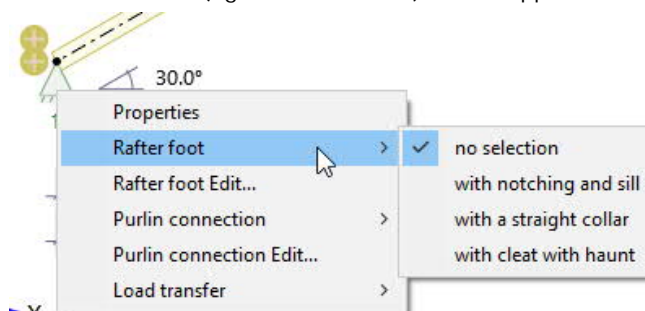 30.0°
Properties
Rafter foot
no selection
Rafter foot Edit...
with notching and sill
Purlin connection
with a straight collar
Purlin connection Edit...
with cleat with haunt
Load transfer